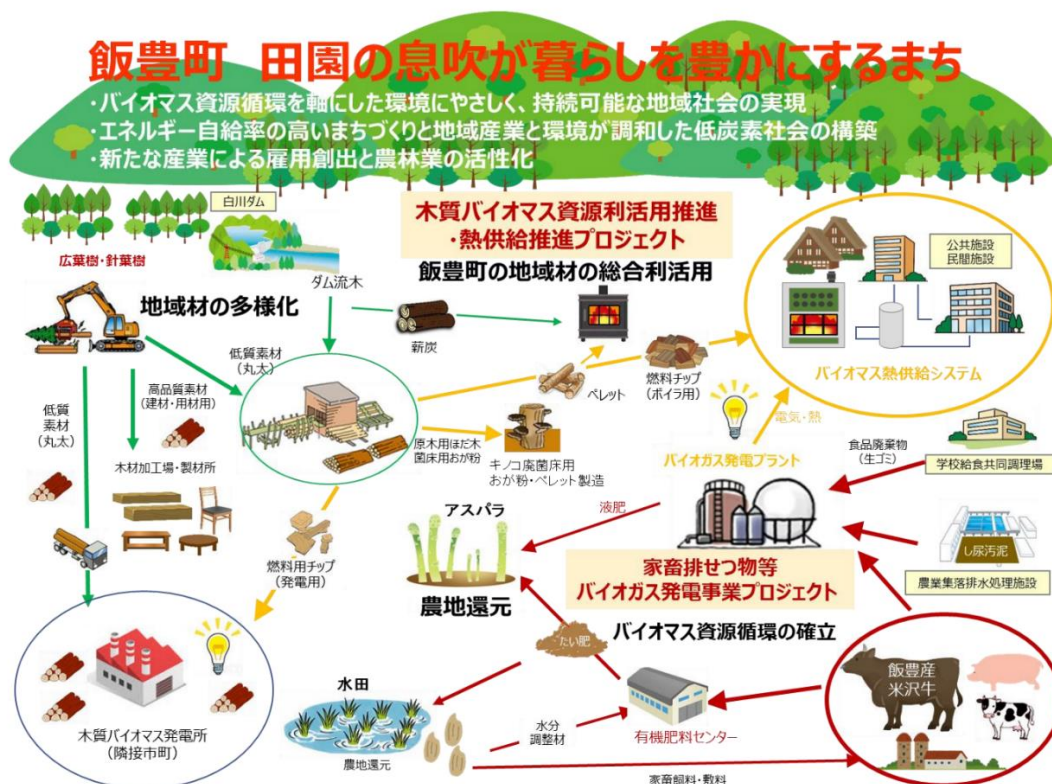 飯豊町 田園の息吹が暮らしを豊かにするまち
・バイオマス資源循環を軸にした環境にやさしく、持続可能な地域社会の実現
・エネルギー自給率の高いまちづくりと地域産業と環境が調和した低炭素社会の構築
・新たな産業による雇用創出と農林業の活性化
白川ダム
広葉樹・針葉樹
ダム流木
木質バイオマス資源利活用推進
・熱供給推進プロジェクト
飯豊町の地域材の総合利活用
公共施設
民間施設
地域材の多様化
薪炭
低質素材
(丸太)
高品質素材
(建材・用材用)
低質
素材
(丸太)
ペレット
燃料チップ
(ボイラ用)
バイオマス熱供給システム
電気・熱
木材加工場・製材所
原木用ほだ木
菌床用おが粉
キノコ廃菌床用
おが粉・ペレット製造
バイオガス発電プラント
食品廃棄物
(生ゴミ)
学校給食共同調理場
アスパラ
液肥
燃料用チップ
(発電用)
農地還元
家畜排せつ物等
バイオガス発電事業プロジェクト
し尿汚泥
農業集落排水処理施設
バイオマス資源循環の確立
たい肥
飯豊産
米沢牛
水田
農地還元
水分
調整材
有機肥料センター
木質バイオマス発電所
(隣接市町)
家畜飼料・敷料